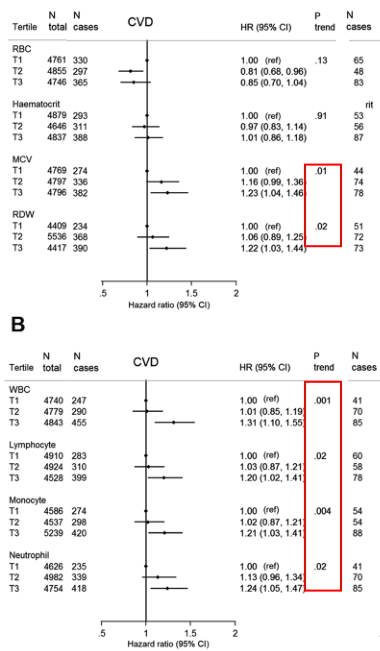 N N CVD P N
Tertile total cases HR (95% CI) trend cases
RBC
T1 4761 330 1.00 (ref) .13 65
T2 4855 297 0.81 (0.68, 0.96) 48
T3 4746 365 0.85 (0.70, 1.04) 83
Haematocrit rit
T1 4879 293 1.00 (ref) .91 53
T2 4646 311 0.97 (0.83, 1.14) 56
T3 4837 388 1.01 (0.86, 1.18) 87
MCV
T1 4769 274 1.00 (ref) .01 44
T2 4797 336 1.16 (0.99, 1.36) 74
T3 4796 382 1.23 (1.04, 1.46) 78
RDW
T1 4409 234 1.00 (ref) .02 51
T2 5536 368 1.06 (0.89, 1.25) 72
T3 4417 390 1.22 (1.03, 1.44) 73
.5 1 1.5 2
Hazard ratio (95% CI)
B
N N CVD P N
Tertile total cases HR (95% CI) trend cases
WBC
T1 4740 247 1.00 (ref) .001 41
T2 4779 290 1.01 (0.85, 1.19) 70
T3 4843 455 1.31 (1.10, 1.55) 85
Lymphocyte
T1 4910 283 1.00 (ref) .02 60
T2 4924 310 1.03 (0.87, 1.21) 58
T3 4528 399 1.20 (1.02, 1.41) 78
Monocyte
T1 4586 274 1.00 (ref) .004 54
T2 4537 298 1.02 (0.87, 1.21) 54
T3 5239 420 1.21 (1.03, 1.41) 88
Neutrophil
T1 4626 235 1.00 (ref) .02 41
T2 4982 339 1.13 (0.96, 1.34) 70
T3 4754 418 1.24 (1.05, 1.47) 85
.5 1 1.5 2
Hazard ratio (95% CI)